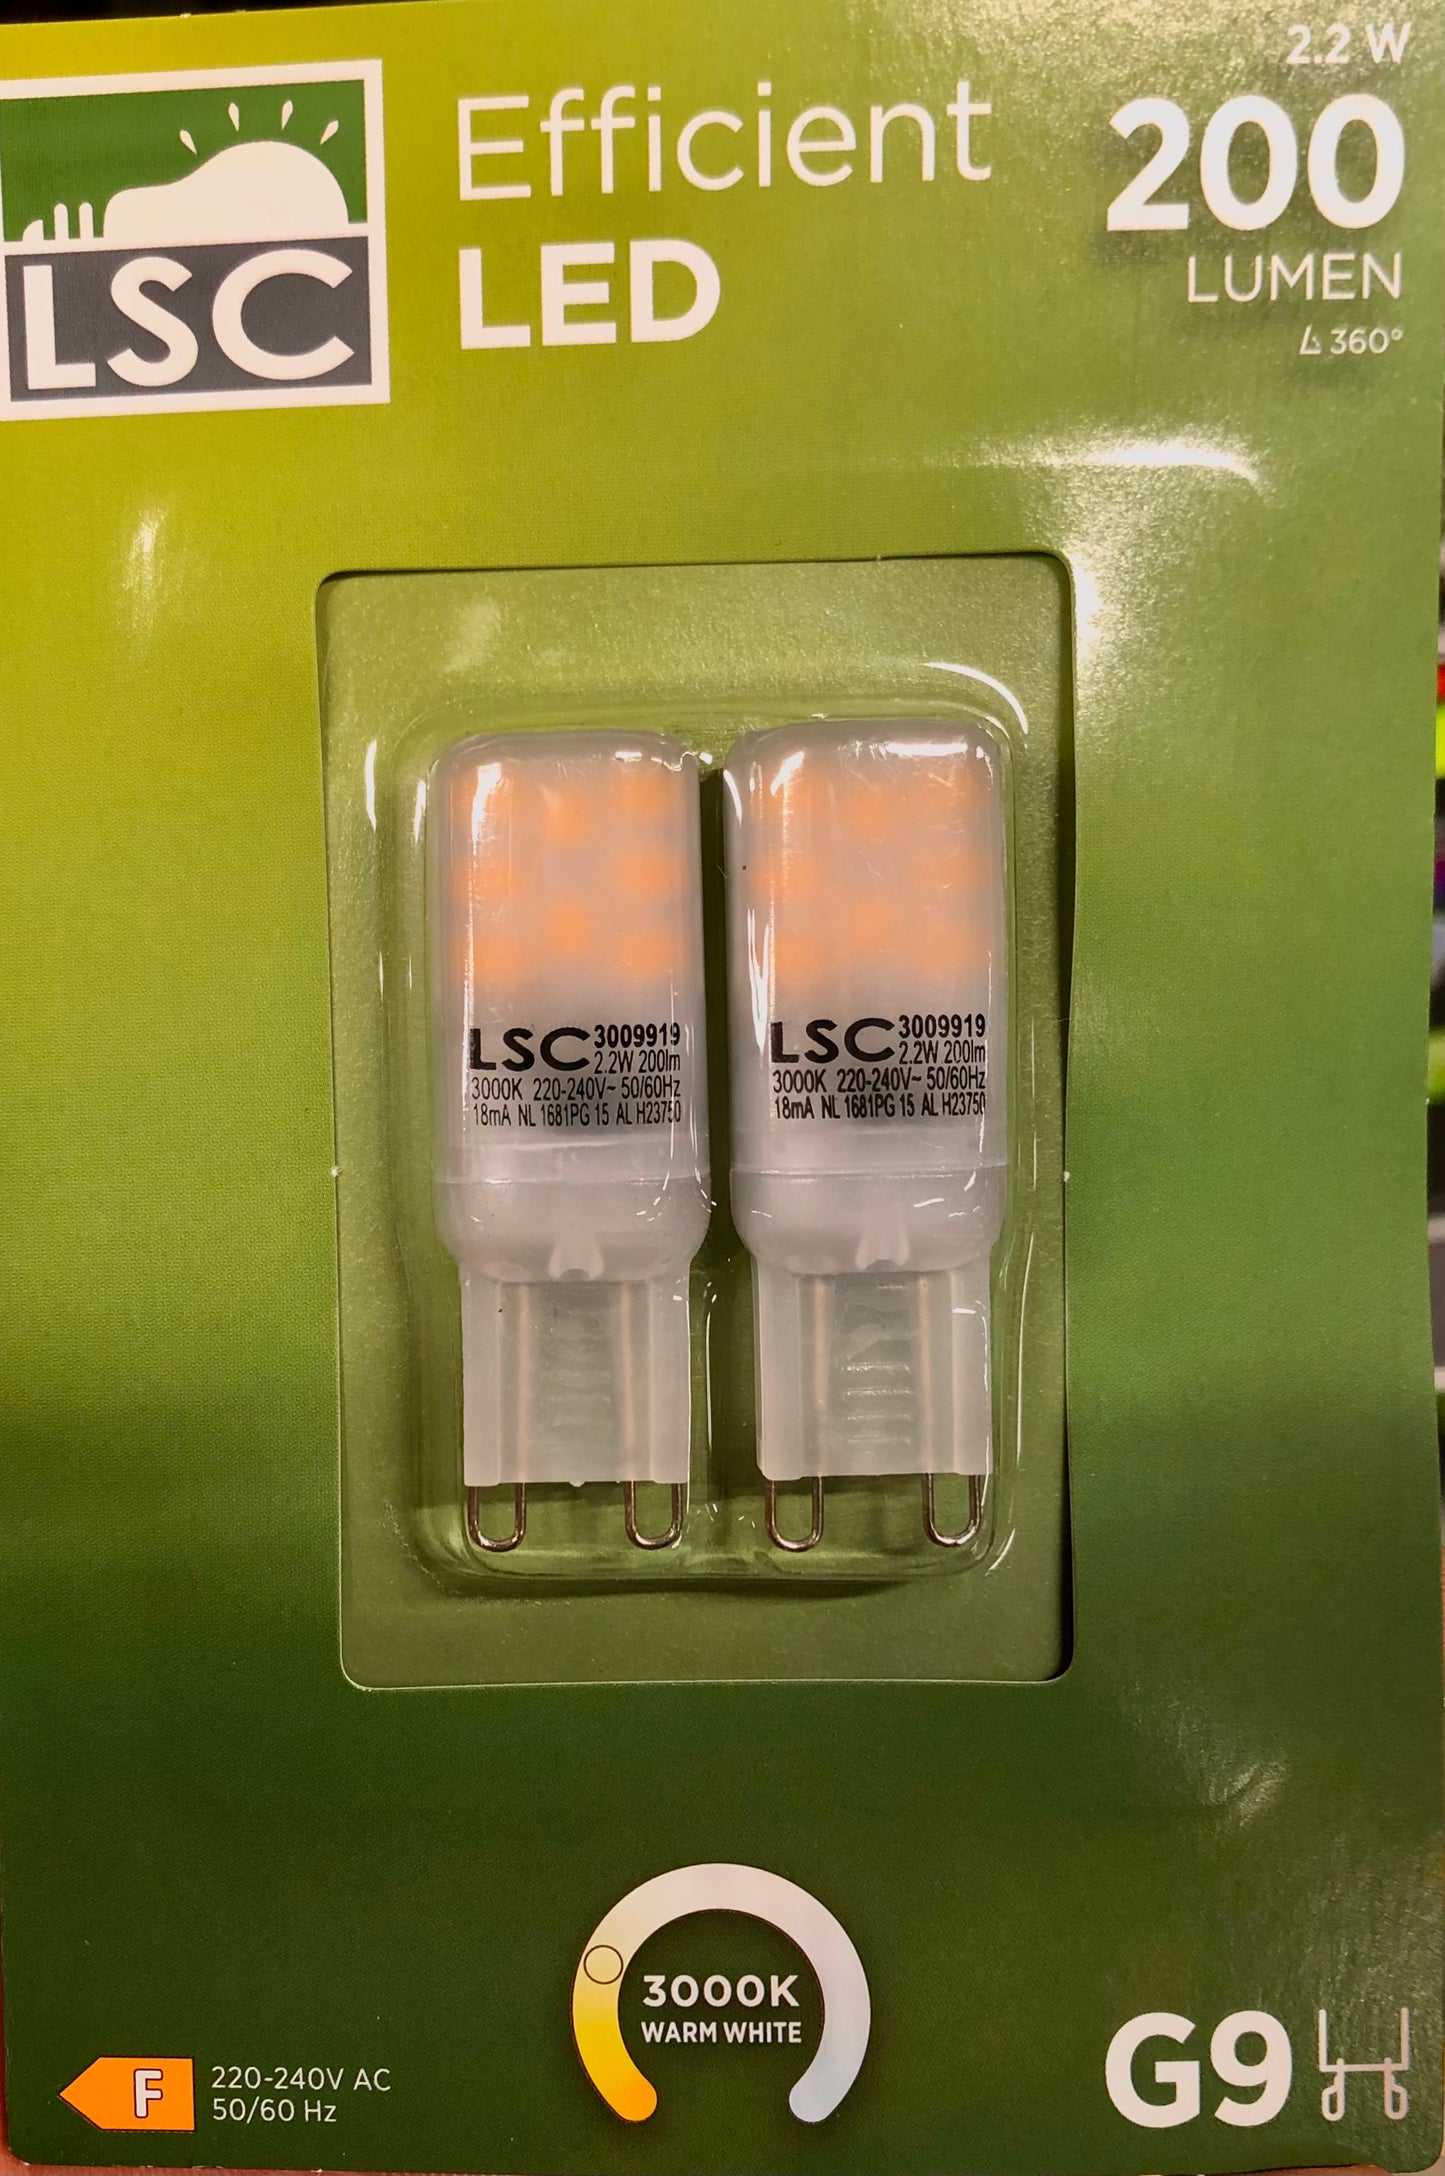 LSC
Efficient
LED
2.2 W
200
LUMEN
360°
LSC 3009919
2.2W 200lm
3000K 220-240V~ 50/60Hz
18mA NL 1681PG 15 AL H23750
LSC 3009919
2.2W 200lm
3000K 220-240V~ 50/60Hz
18mA NL 1681PG 15 AL H23750
3000K
WARM WHITE
F
220-240V AC
50/60 Hz
G9